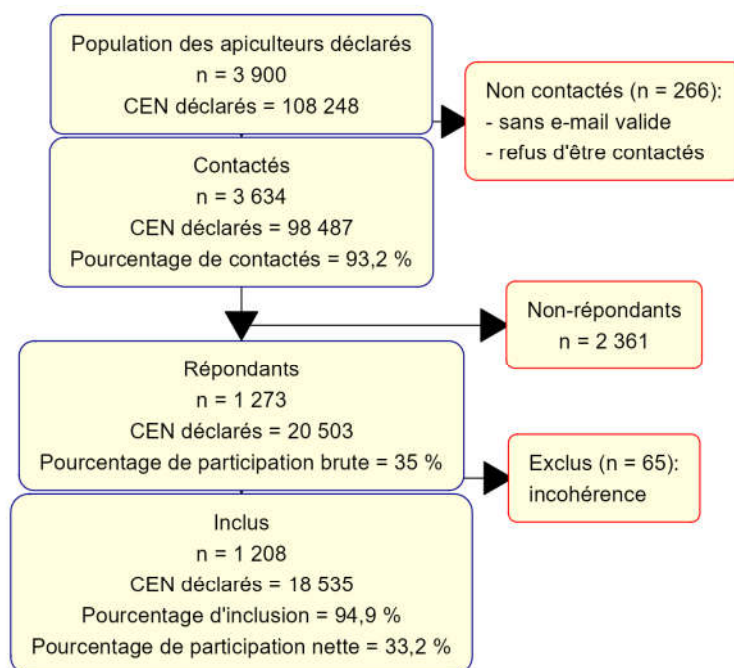 Population des apiculteurs déclarés
n = 3 900
CEN déclarés = 108 248
Non contactés (n = 266):
- sans e-mail valide
- refus d'être contactés
Contactés
n = 3 634
CEN déclarés = 98 487
Pourcentage de contactés = 93,2 %
Non-répondants
n = 2 361
Répondants
n = 1 273
CEN déclarés = 20 503
Pourcentage de participation brute = 35 %
Exclus (n = 65):
incohérence
Inclus
n = 1 208
CEN déclarés = 18 535
Pourcentage d'inclusion = 94,9 %
Pourcentage de participation nette = 33,2 %